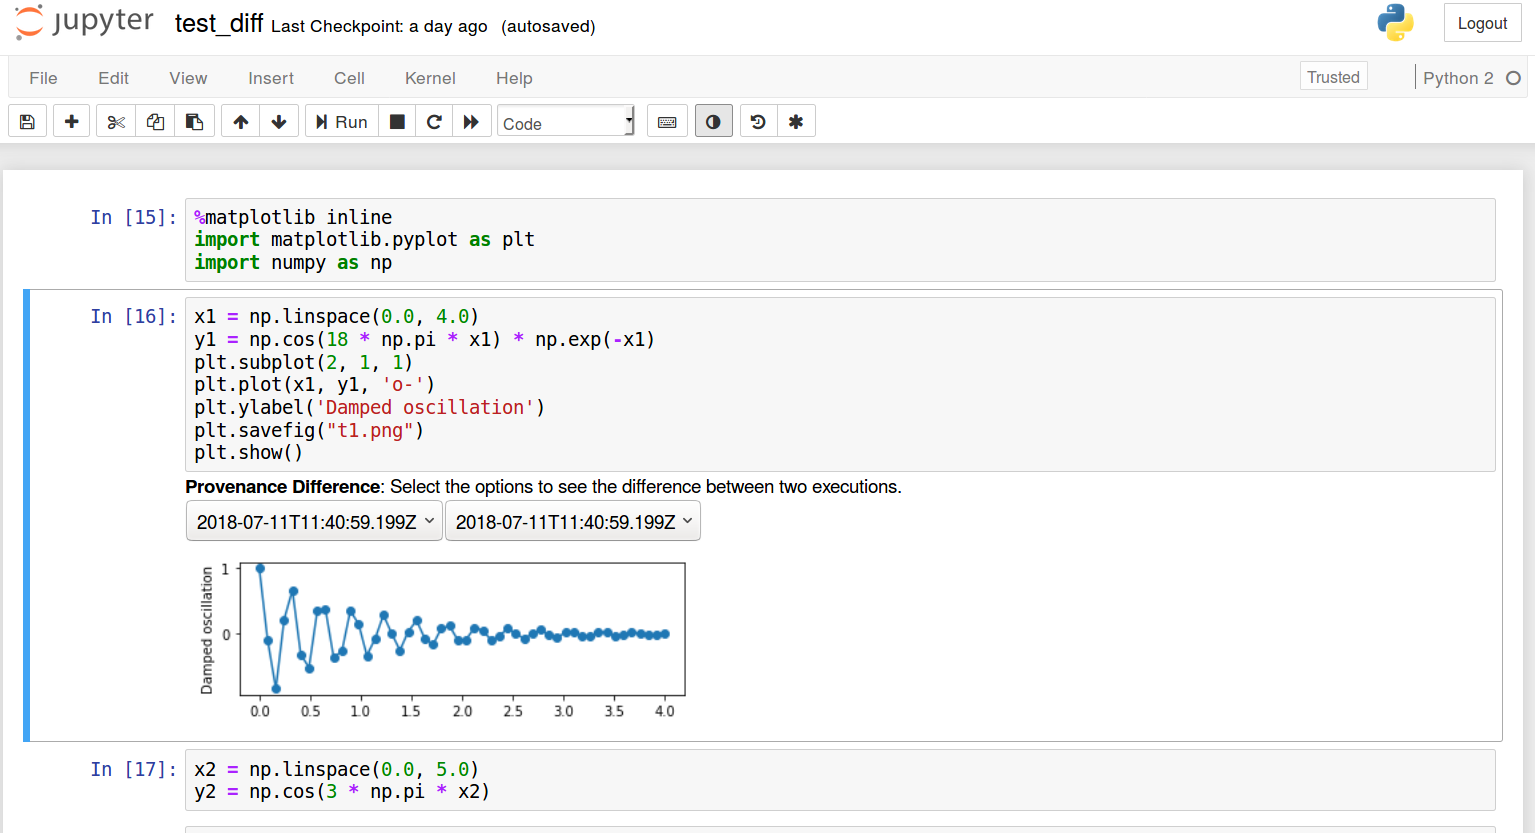 jupyter test_diff Last Checkpoint: a day ago (autosaved) Logout
File Edit View Insert Cell Kernel Help Trusted Python 2
Run Code
In [15]: %matplotlib inline
import matplotlib.pyplot as plt
import numpy as np
In [16]: x1 = np.linspace(0.0, 4.0)
y1 = np.cos(18 * np.pi * x1) * np.exp(-x1)
plt.subplot(2, 1, 1)
plt.plot(x1, y1, 'o-')
plt.ylabel('Damped oscillation')
plt.savefig("t1.png")
plt.show()
Provenance Difference: Select the options to see the difference between two executions.
2018-07-11T11:40:59.199Z 2018-07-11T11:40:59.199Z
Damped oscillation
1
0
0.0 0.5 1.0 1.5 2.0 2.5 3.0 3.5 4.0
In [17]: x2 = np.linspace(0.0, 5.0)
y2 = np.cos(3 * np.pi * x2)